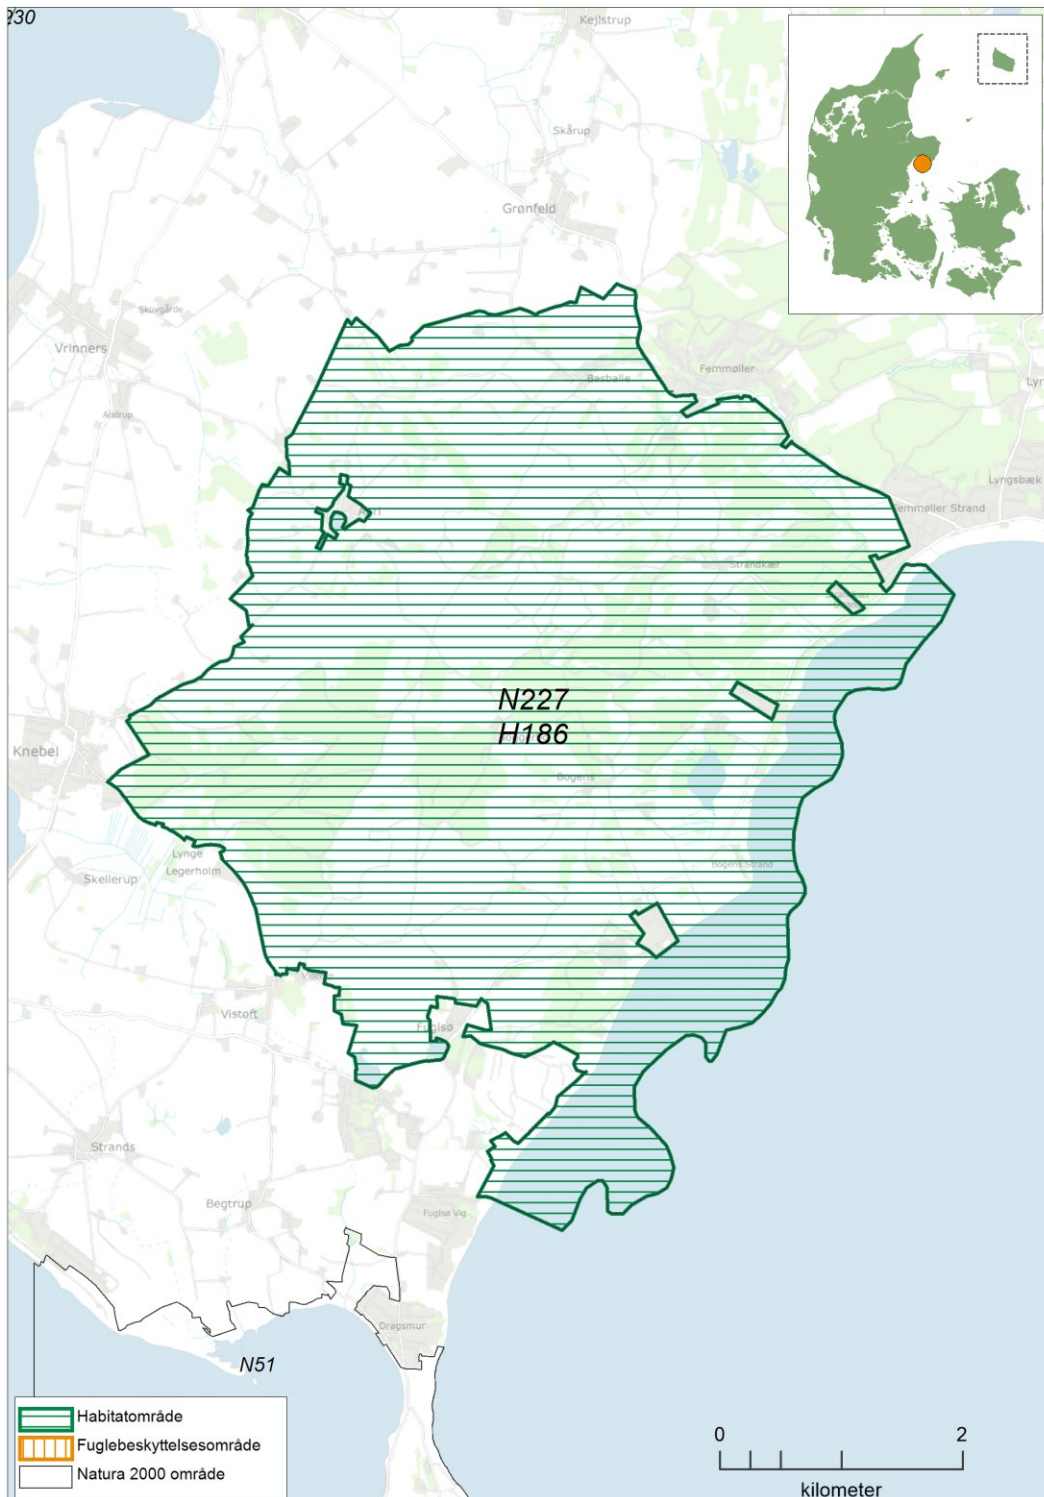 230
Kejlstrup
Skårup
Grønfeld
Skovgårde
Vrinners
Alstrup
Basballe
Femmøller
Lyngsbæk
Femmøller Strand
Strandkær
N227
H186
Knebel
Bogens
Lynge
Legerholm
Skellerup
Bogens Strand
Vistoft
Fuglsø
Strands
Begtrup
Fuglsø Vig
Dragsmur
N51
Habitatområde
Fuglebeskyttelsesområde
Natura 2000 område
0 2
kilometer